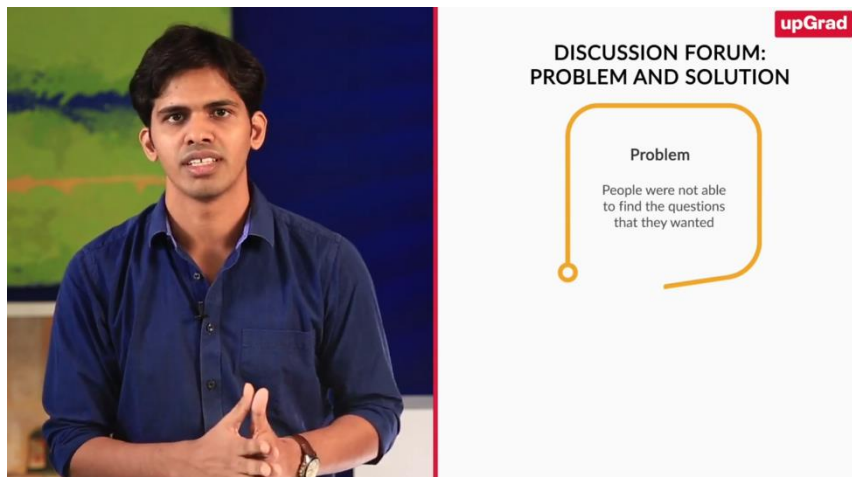 upGrad
DISCUSSION FORUM:
PROBLEM AND SOLUTION
Problem
People were not able
to find the questions
that they wanted